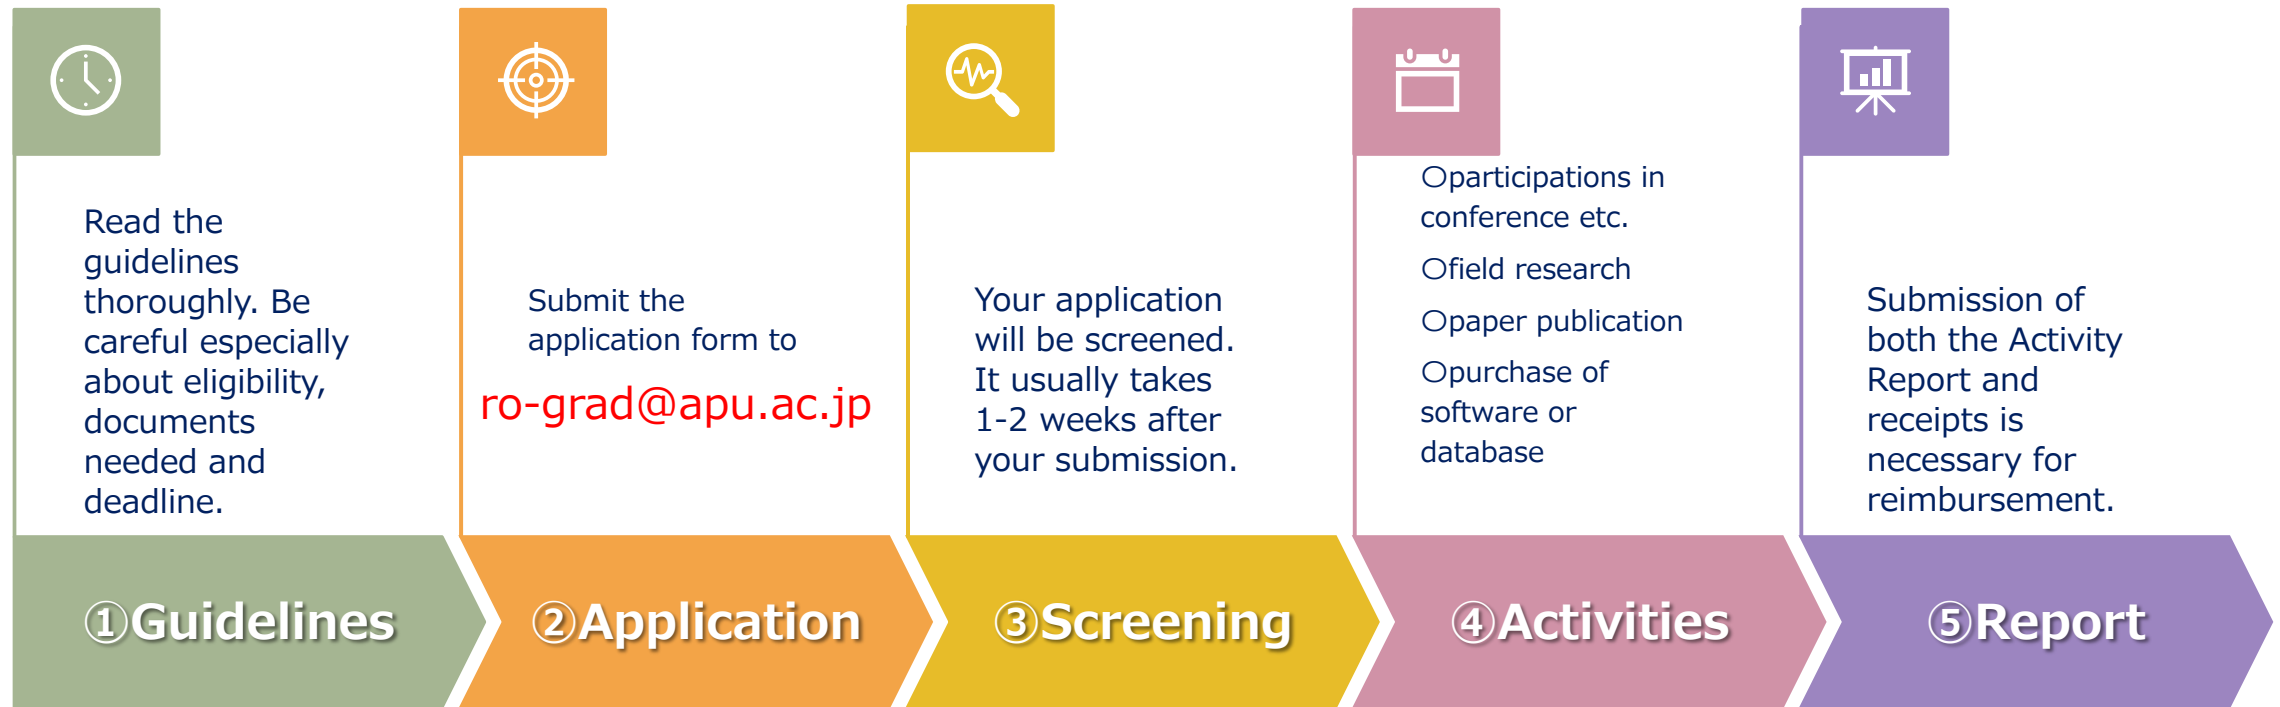 Read the
guidelines
thoroughly. Be
careful especially
about eligibility,
documents
needed and
deadline.
①Guidelines
Submit the
application form to
ro-grad@apu.ac.jp
②Application
Your application
will be screened.
It usually takes
1-2 weeks after
your submission.
③Screening
〇participations in
conference etc.
〇field research
〇paper publication
〇purchase of
software or
database
④Activities
Submission of
both the Activity
Report and
receipts is
necessary for
reimbursement.
⑤Report